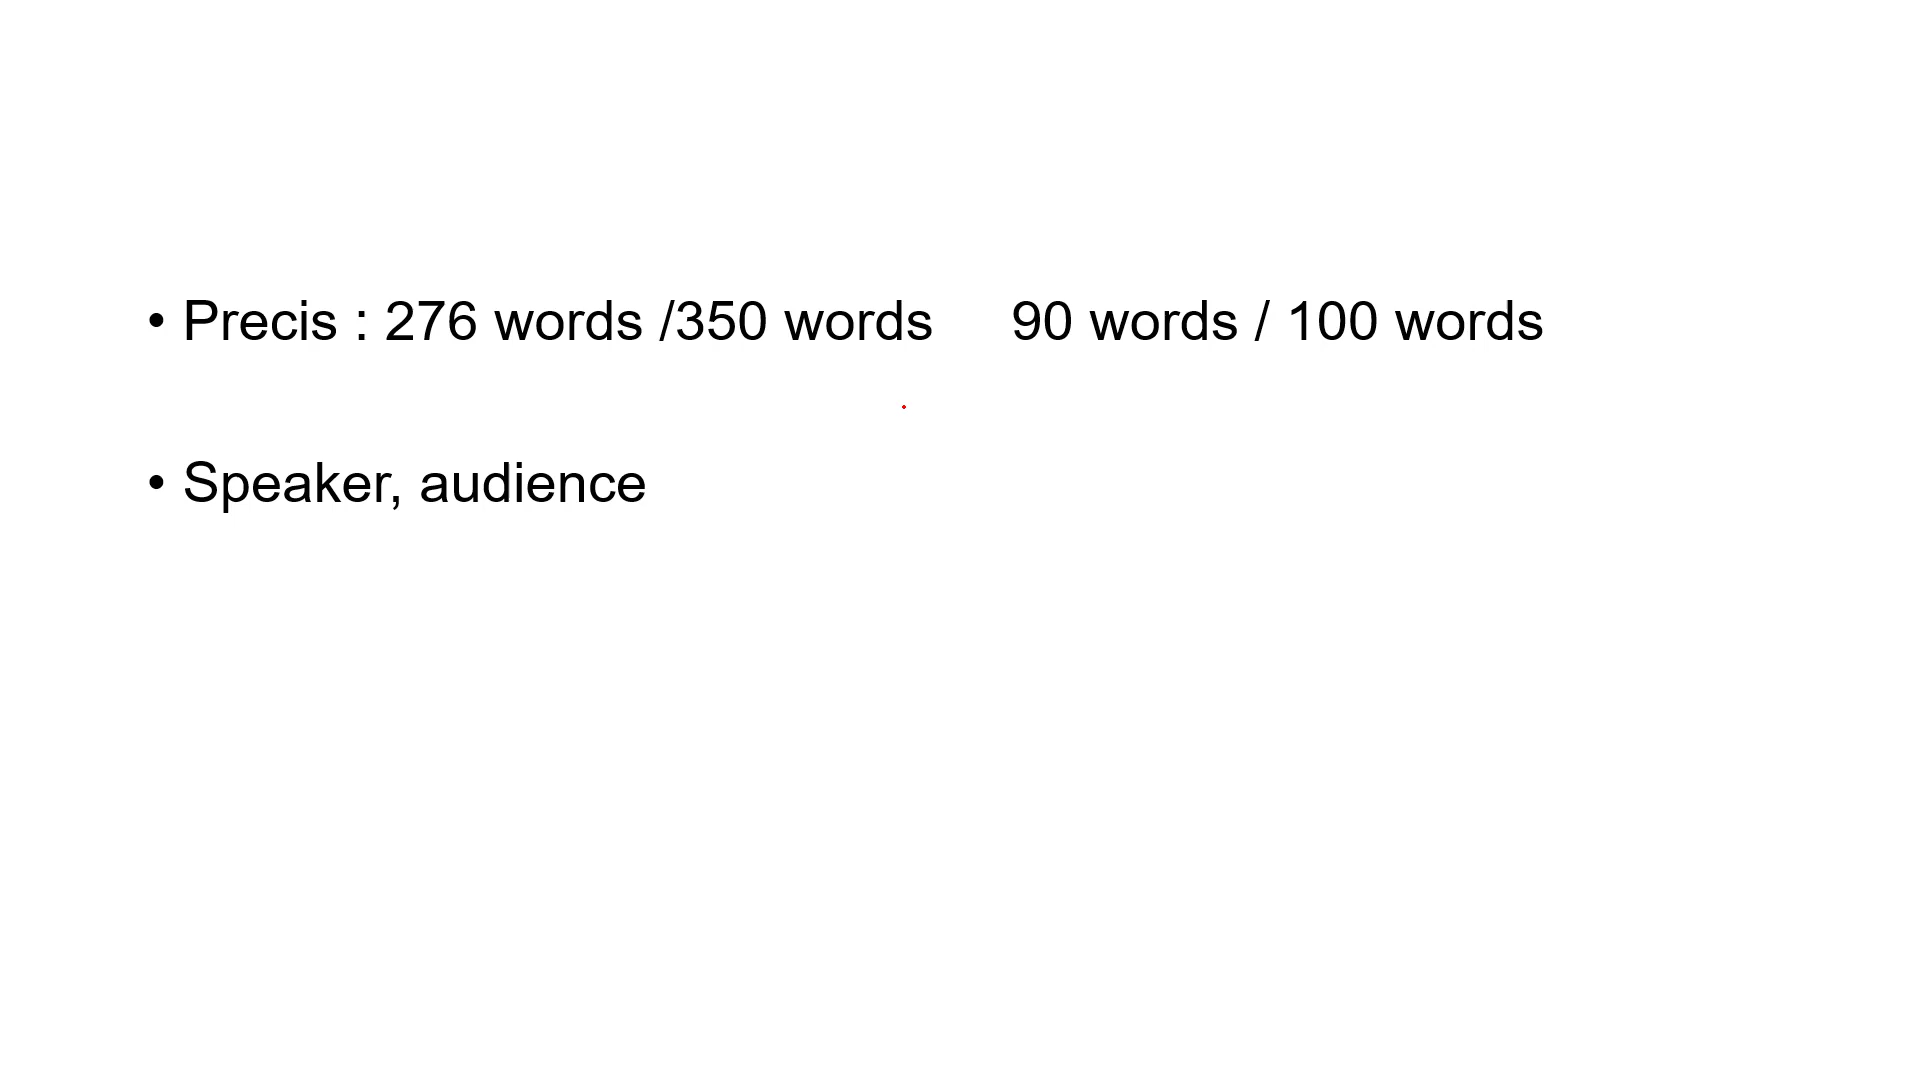 • Precis : 276 words /350 words 90 words / 100 words
• Speaker, audience